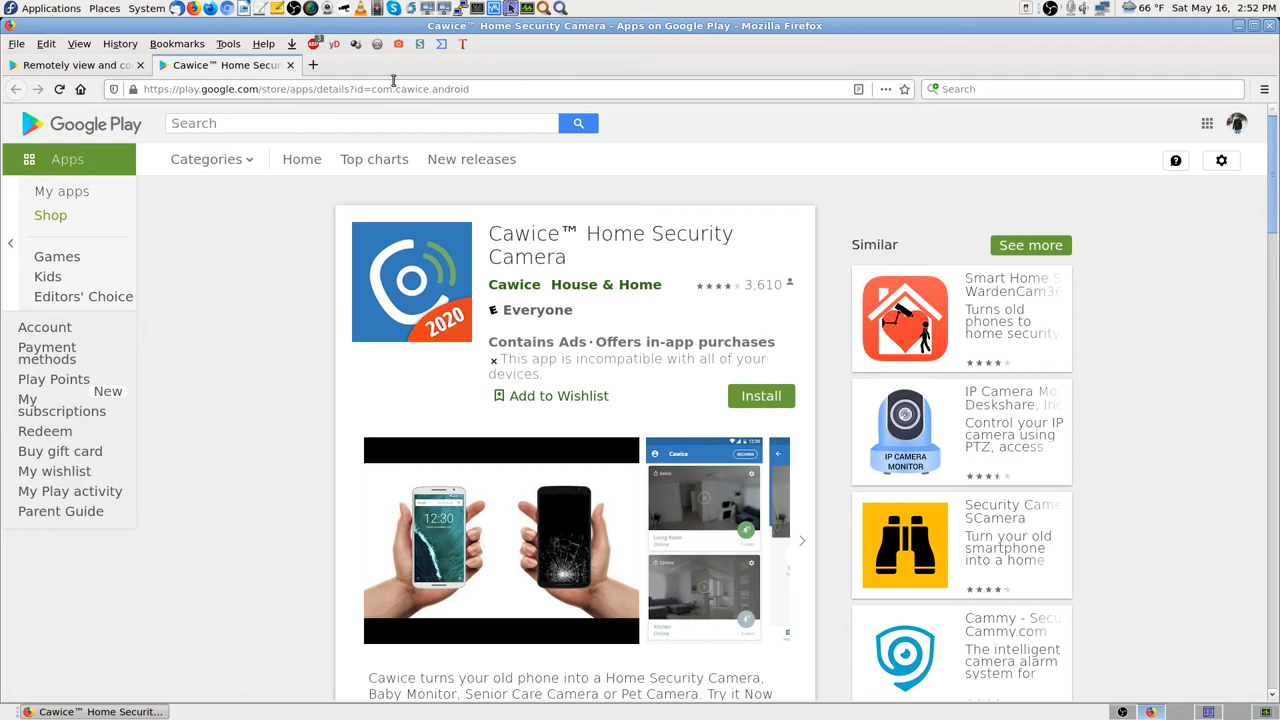 Applications Places System 66 °F Sat May 16, 2:52 PM
Cawice™ Home Security Camera - Apps on Google Play - Mozilla Firefox
File Edit View History Bookmarks Tools Help
Remotely view and co
Cawice™ Home Secur
https://play.google.com/store/apps/details?id=com.cawice.android
Search
Google Play
Search
Apps
Categories
Home
Top charts
New releases
My apps
Shop
Games
Kids
Editors' Choice
Account
Payment
methods
Play Points
New
My
subscriptions
Redeem
Buy gift card
My wishlist
My Play activity
Parent Guide
2020
Cawice™ Home Security
Camera
Cawice House & Home
3,610
E Everyone
Contains Ads · Offers in-app purchases
This app is incompatible with all of your
devices.
Add to Wishlist
Install
12:30
12:30
Cawice
RECORDS
Living Room
Online
Kitchen
Online
Cawice turns your old phone into a Home Security Camera,
Baby Monitor, Senior Care Camera or Pet Camera. Try it Now
Similar
See more
Smart Home S
WardenCam36
Turns old
phones to
home security
IP Camera Mo
Deskshare, Inc
Control your IP
camera using
PTZ, access
IP CAMERA
MONITOR
Security Came
SCamera
Turn your old
smartphone
into a home
Cammy - Secu
Cammy.com
The intelligent
camera alarm
system for
Cawice™ Home Securit...